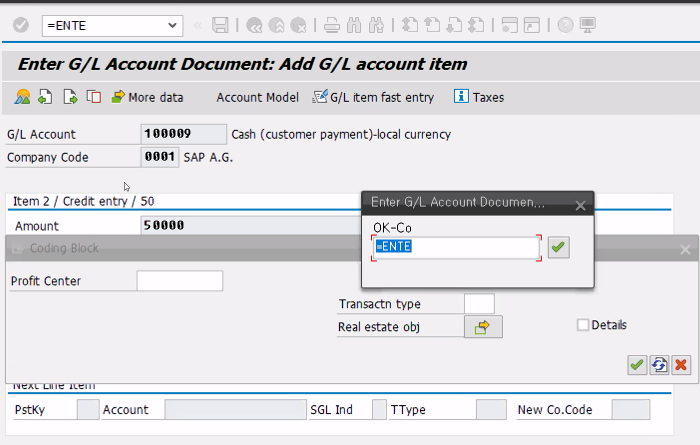 =ENTE
Enter G/L Account Document: Add G/L account item
More data Account Model G/L item fast entry Taxes
G/L Account 100009 Cash (customer payment)-local currency
Company Code 0001 SAP A.G.
Item 2 / Credit entry / 50
Amount 50000
Enter G/L Account Documen...
OK-Co
=ENTE
Coding Block
Profit Center
Transactn type
Real estate obj Details
Next Line Item
PstKy Account SGL Ind TType New Co.Code